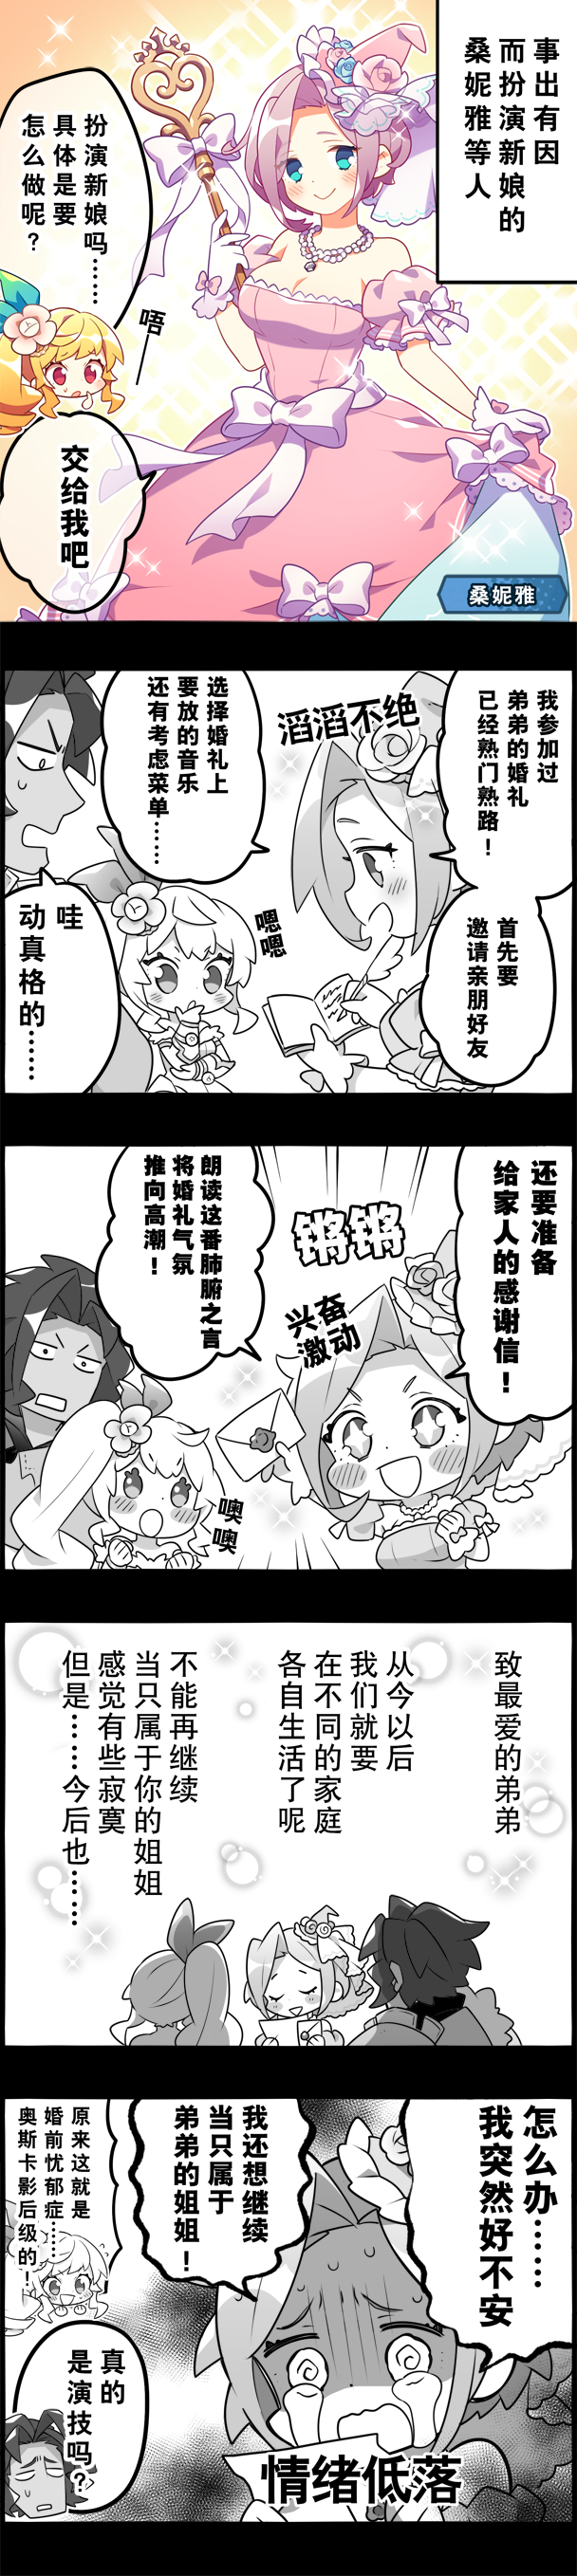 事出有因
而扮演新娘的
桑妮雅等人
扮演新娘吗……
具体是要
怎么做呢？
唔——
交给我吧
桑妮雅
我参加过
弟弟的婚礼
已经熟门熟路！
首先要
邀请亲朋好友
滔滔不绝
选择婚礼上
要放的音乐
还有考虑菜单……
嗯嗯
哇
动真格的……
还要准备
给家人的感谢信！
锵锵
兴奋
激动
朗读这番肺腑之言
将婚礼气氛
推向高潮！
噢噢
致最爱的弟弟
从今以后
我们就要
在不同的家庭
各自生活了呢
不能再继续
当只属于你的姐姐
感觉有些寂寞
但是……今后也……
怎么办……
我突然好不安
我还想继续
当只属于
弟弟的姐姐！
原来这就是
婚前忧郁症……
奥斯卡影后级的！
真的
是演技吗？
情绪低落